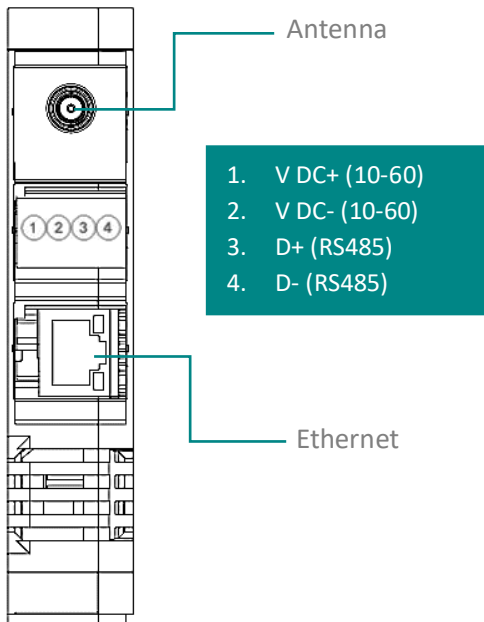 Antenna
1. V DC+ (10-60)
2. V DC- (10-60)
3. D+ (RS485)
4. D- (RS485)
1 2 3 4
Ethernet